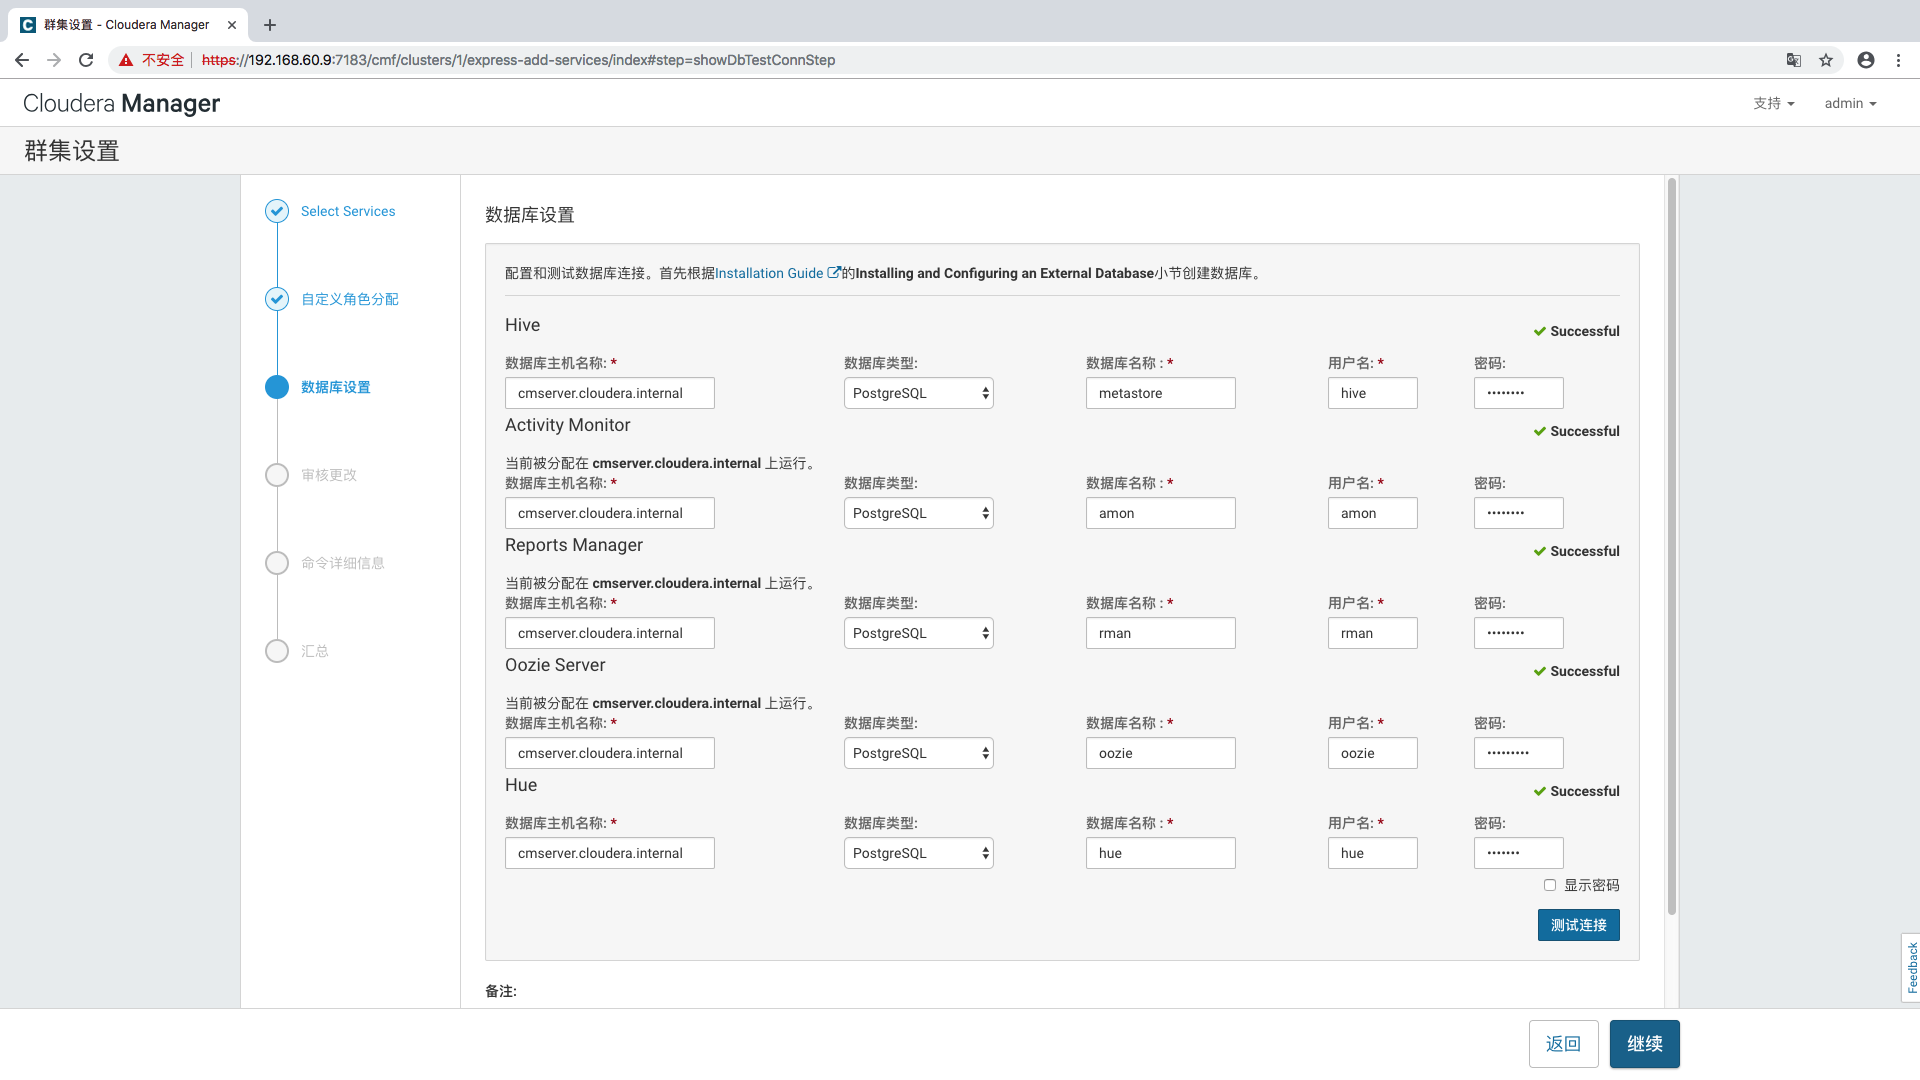 群集设置 - Cloudera Manager
不安全 https://192.168.60.9:7183/cmf/clusters/1/express-add-services/index#step=showDbTestConnStep
Cloudera Manager 支持 admin
群集设置
Select Services
自定义角色分配
数据库设置
审核更改
命令详细信息
汇总
数据库设置
配置和测试数据库连接。首先根据Installation Guide的Installing and Configuring an External Database小节创建数据库。
Hive Successful
数据库主机名称: * 数据库类型: 数据库名称 : * 用户名: * 密码:
cmserver.cloudera.internal PostgreSQL metastore hive ••••••••
Activity Monitor Successful
当前被分配在 cmserver.cloudera.internal 上运行。
数据库主机名称: * 数据库类型: 数据库名称 : * 用户名: * 密码:
cmserver.cloudera.internal PostgreSQL amon amon ••••••••
Reports Manager Successful
当前被分配在 cmserver.cloudera.internal 上运行。
数据库主机名称: * 数据库类型: 数据库名称 : * 用户名: * 密码:
cmserver.cloudera.internal PostgreSQL rman rman ••••••••
Oozie Server Successful
当前被分配在 cmserver.cloudera.internal 上运行。
数据库主机名称: * 数据库类型: 数据库名称 : * 用户名: * 密码:
cmserver.cloudera.internal PostgreSQL oozie oozie •••••••••
Hue Successful
数据库主机名称: * 数据库类型: 数据库名称 : * 用户名: * 密码:
cmserver.cloudera.internal PostgreSQL hue hue •••••••
显示密码
测试连接
备注:
Feedback
返回 继续